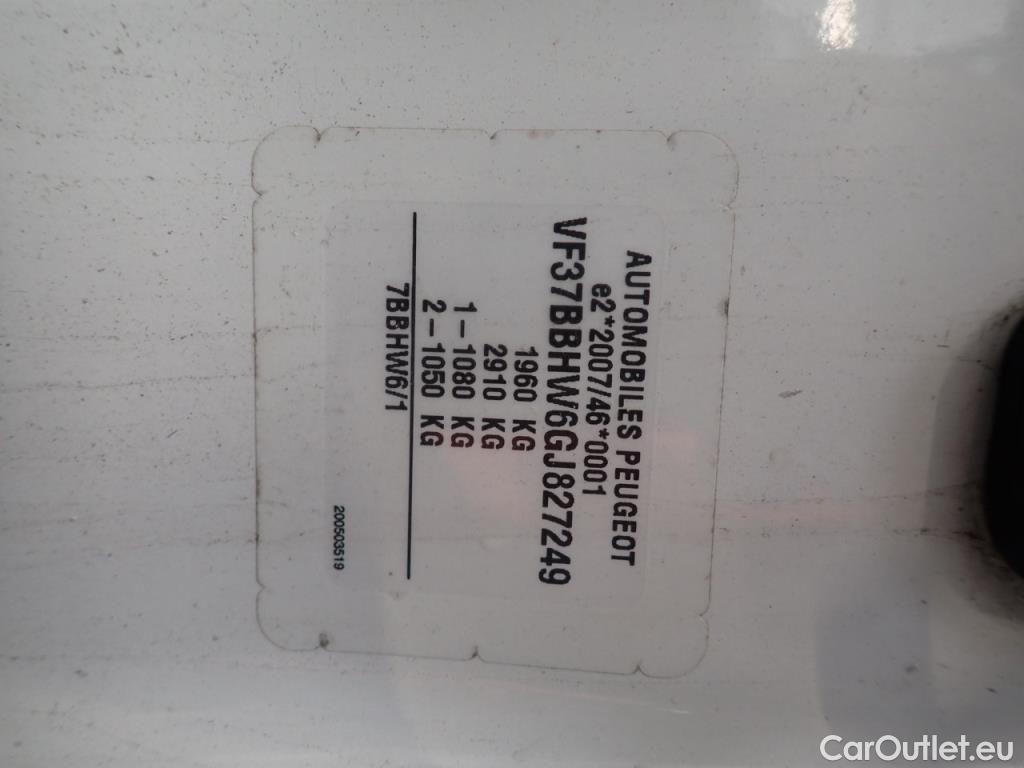 AUTOMOBILES PEUGEOT
e2*2007/46*0001
VF37BBHW6GJ827249
1960 KG
2910 KG
1-1080 KG
2-1050 KG
7BBHW6/1
200503519
CarOutlet.eu